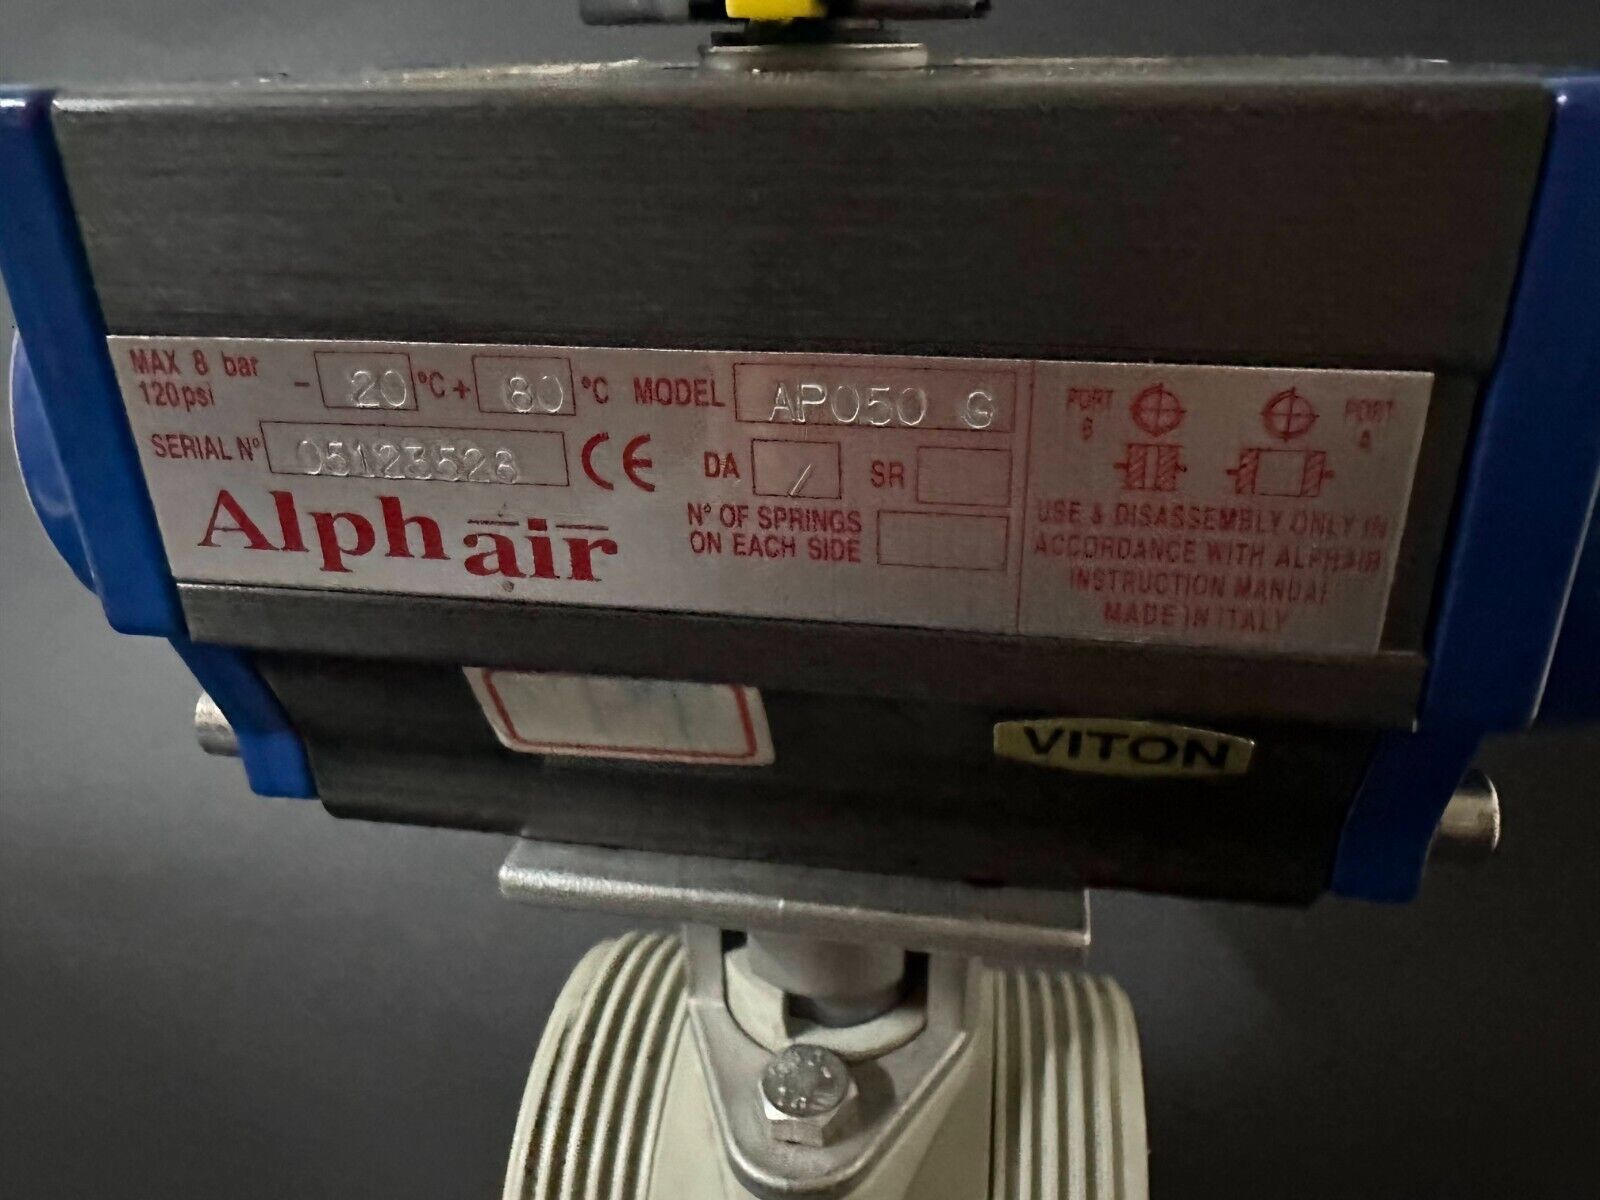 MAX 8 bar
120psi
- 20 °C + 80 °C
MODEL AP050 G
SERIAL N° 05123528
CE
DA / SR
N° OF SPRINGS
ON EACH SIDE
Alphair
PORT
B
PORT
A
USE & DISASSEMBLY ONLY IN
ACCORDANCE WITH ALPHAIR
INSTRUCTION MANUAL
MADE IN ITALY
VITON